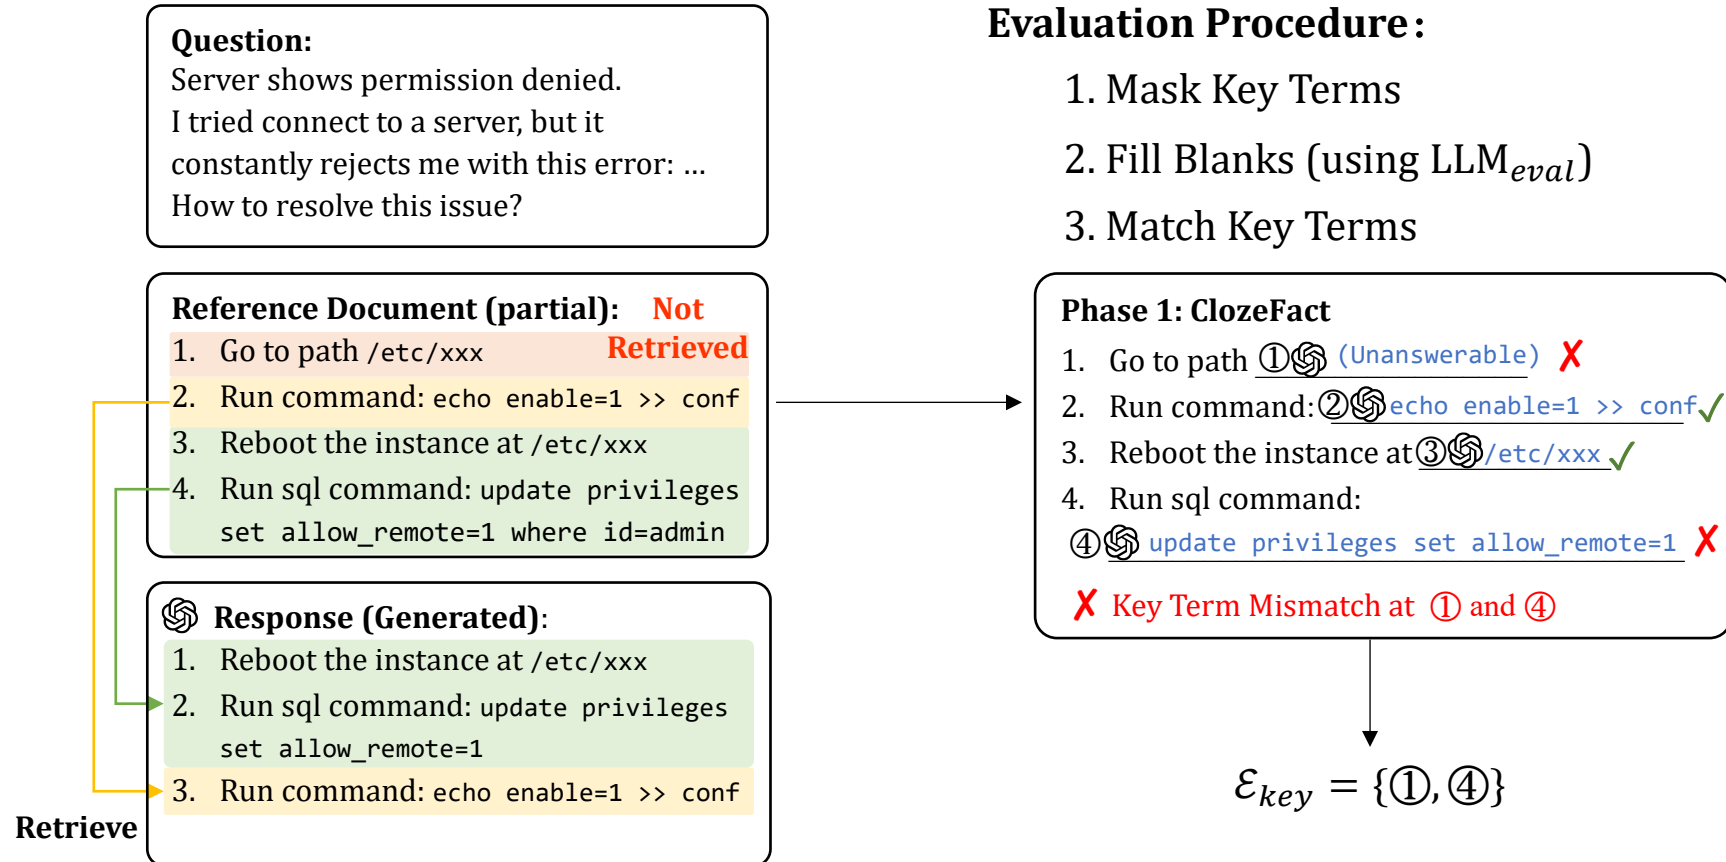 Question:
Server shows permission denied.
I tried connect to a server, but it
constantly rejects me with this error: ...
How to resolve this issue?
Reference Document (partial): Not
Retrieved
1. Go to path /etc/xxx
2. Run command: echo enable=1 >> conf
3. Reboot the instance at /etc/xxx
4. Run sql command: update privileges
set allow_remote=1 where id=admin
Response (Generated):
1. Reboot the instance at /etc/xxx
2. Run sql command: update privileges
set allow_remote=1
3. Run command: echo enable=1 >> conf
Retrieve
Evaluation Procedure:
1. Mask Key Terms
2. Fill Blanks (using LLM_eval)
3. Match Key Terms
Phase 1: ClozeFact
1. Go to path ① (Unanswerable) ✗
2. Run command: ② echo enable=1 >> conf ✓
3. Reboot the instance at ③ /etc/xxx ✓
4. Run sql command:
④ update privileges set allow_remote=1 ✗
✗ Key Term Mismatch at ① and ④
ℰ_key = {①, ④}